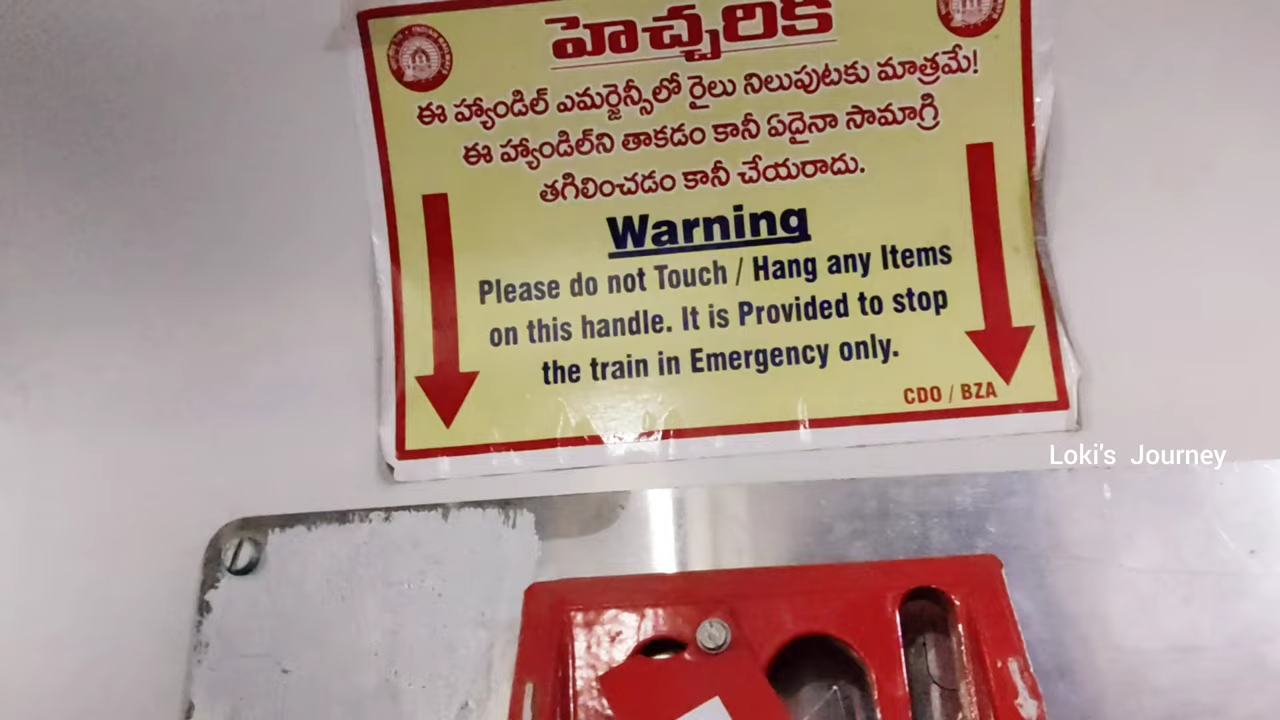 హెచ్చరిక
ఈ హ్యాండిల్ ఎమర్జెన్సీలో రైలు నిలుపుటకు మాత్రమే!
ఈ హ్యాండిల్‌ని తాకడం కానీ ఏదైనా సామాగ్రి
తగిలించడం కానీ చేయరాదు.
Warning
Please do not Touch / Hang any Items
on this handle. It is Provided to stop
the train in Emergency only.
CDO / BZA
Loki's Journey